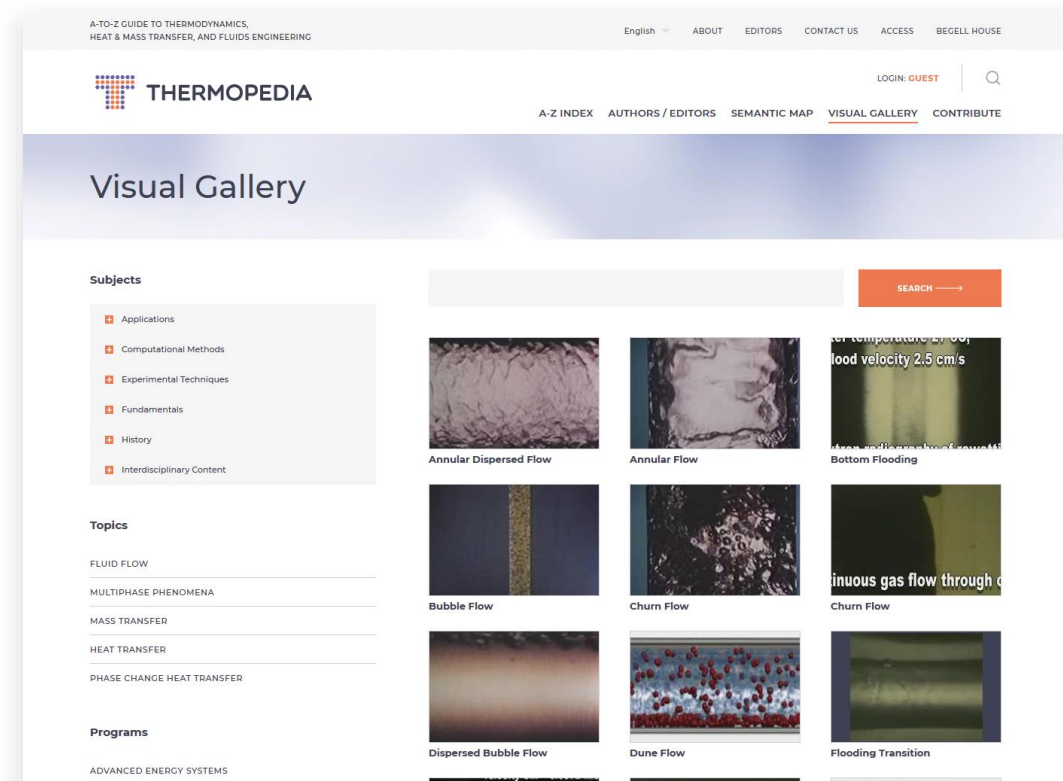 A-TO-Z GUIDE TO THERMODYNAMICS,
HEAT & MASS TRANSFER, AND FLUIDS ENGINEERING
English ABOUT EDITORS CONTACT US ACCESS BEGELL HOUSE
THERMOPEDIA
LOGIN: GUEST
A-Z INDEX AUTHORS / EDITORS SEMANTIC MAP VISUAL GALLERY CONTRIBUTE
Visual Gallery
Subjects
Applications
Computational Methods
Experimental Techniques
Fundamentals
History
Interdisciplinary Content
Topics
FLUID FLOW
MULTIPHASE PHENOMENA
MASS TRANSFER
HEAT TRANSFER
PHASE CHANGE HEAT TRANSFER
Programs
ADVANCED ENERGY SYSTEMS
SEARCH
temperature
velocity 2.5 cm/s
Annular Dispersed Flow
Annular Flow
Bottom Flooding
gas flow through
Bubble Flow
Churn Flow
Churn Flow
Dispersed Bubble Flow
Dune Flow
Flooding Transition